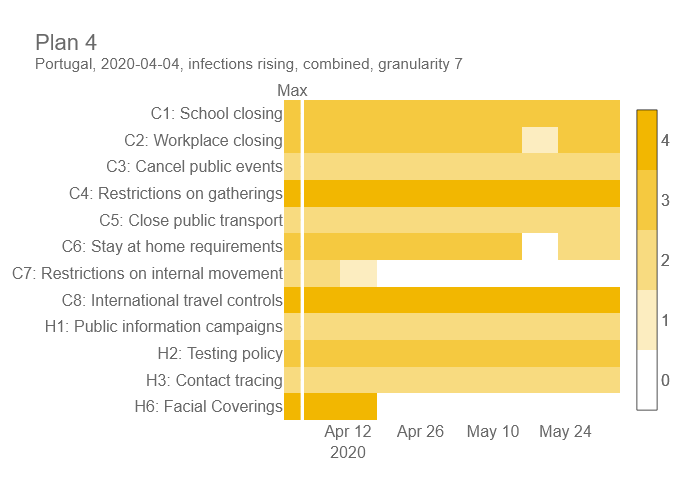 Plan 4
Portugal, 2020-04-04, infections rising, combined, granularity 7
Max
C1: School closing
C2: Workplace closing
C3: Cancel public events
C4: Restrictions on gatherings
C5: Close public transport
C6: Stay at home requirements
C7: Restrictions on internal movement
C8: International travel controls
H1: Public information campaigns
H2: Testing policy
H3: Contact tracing
H6: Facial Coverings
Apr 12 Apr 26 May 10 May 24
2020
4
3
2
1
0